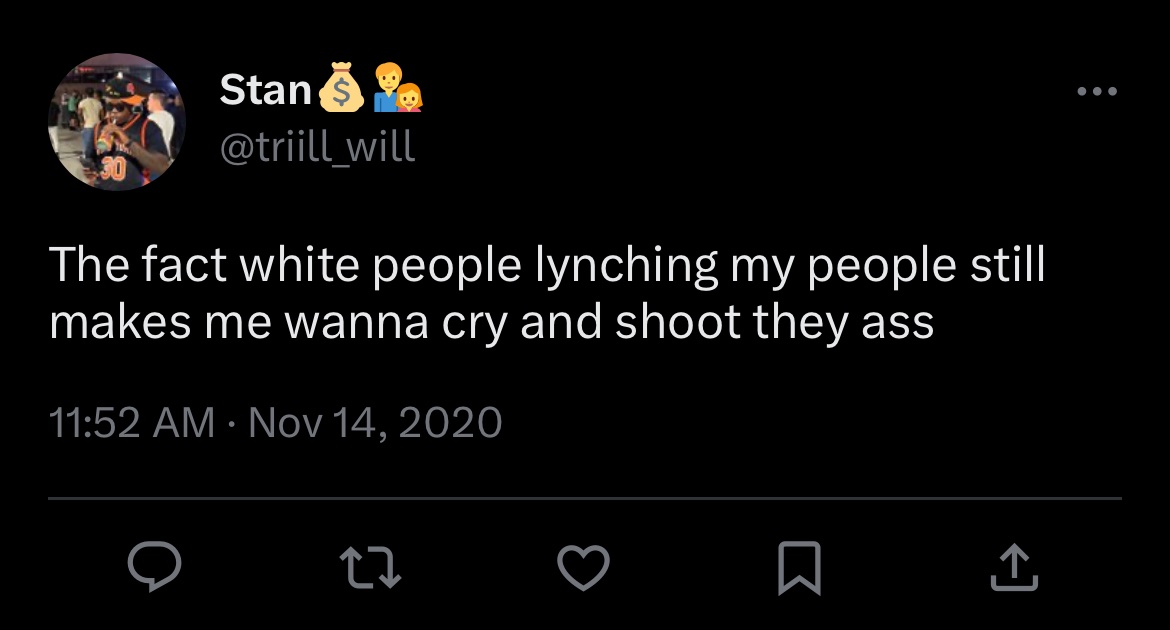 Stan💰👨‍👧
@triill_will
30
The fact white people lynching my people still
makes me wanna cry and shoot they ass
11:52 AM · Nov 14, 2020